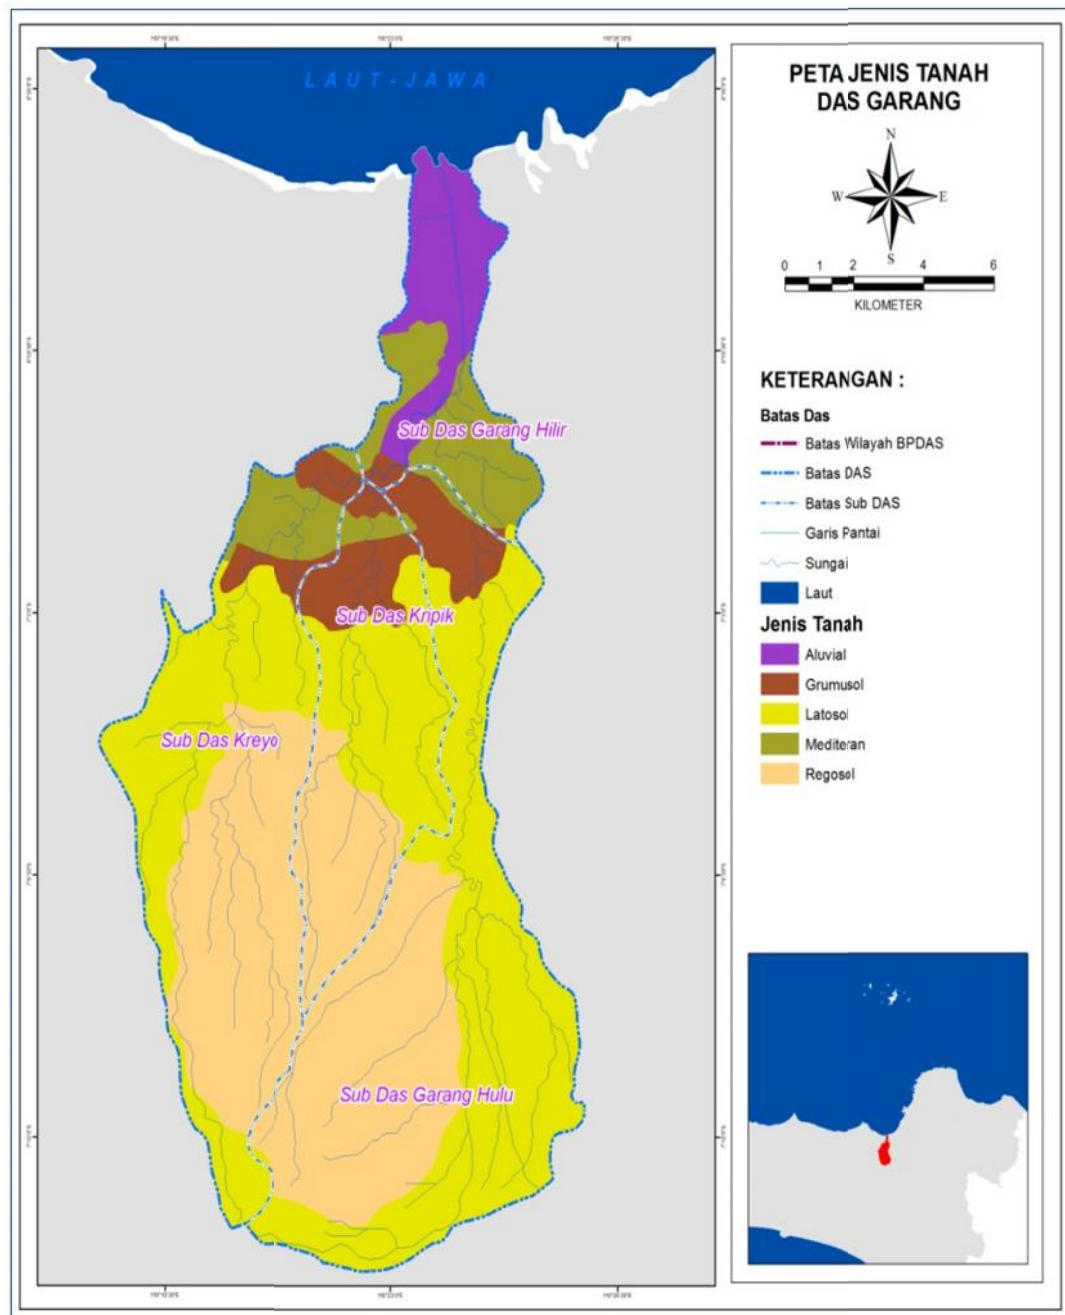 LAUT-JAWA
Sub Das Garang Hilir
Sub Das Kripik
Sub Das Kreyo
Sub Das Garang Hulu
PETA JENIS TANAH
DAS GARANG
N
W
E
S
0 1 2 4 6
KILOMETER
KETERANGAN :
Batas Das
Batas Wilayah BPDAS
Batas DAS
Batas Sub DAS
Garis Pantai
Sungai
Laut
Jenis Tanah
Aluvial
Grumusol
Latosol
Mediteran
Regosol